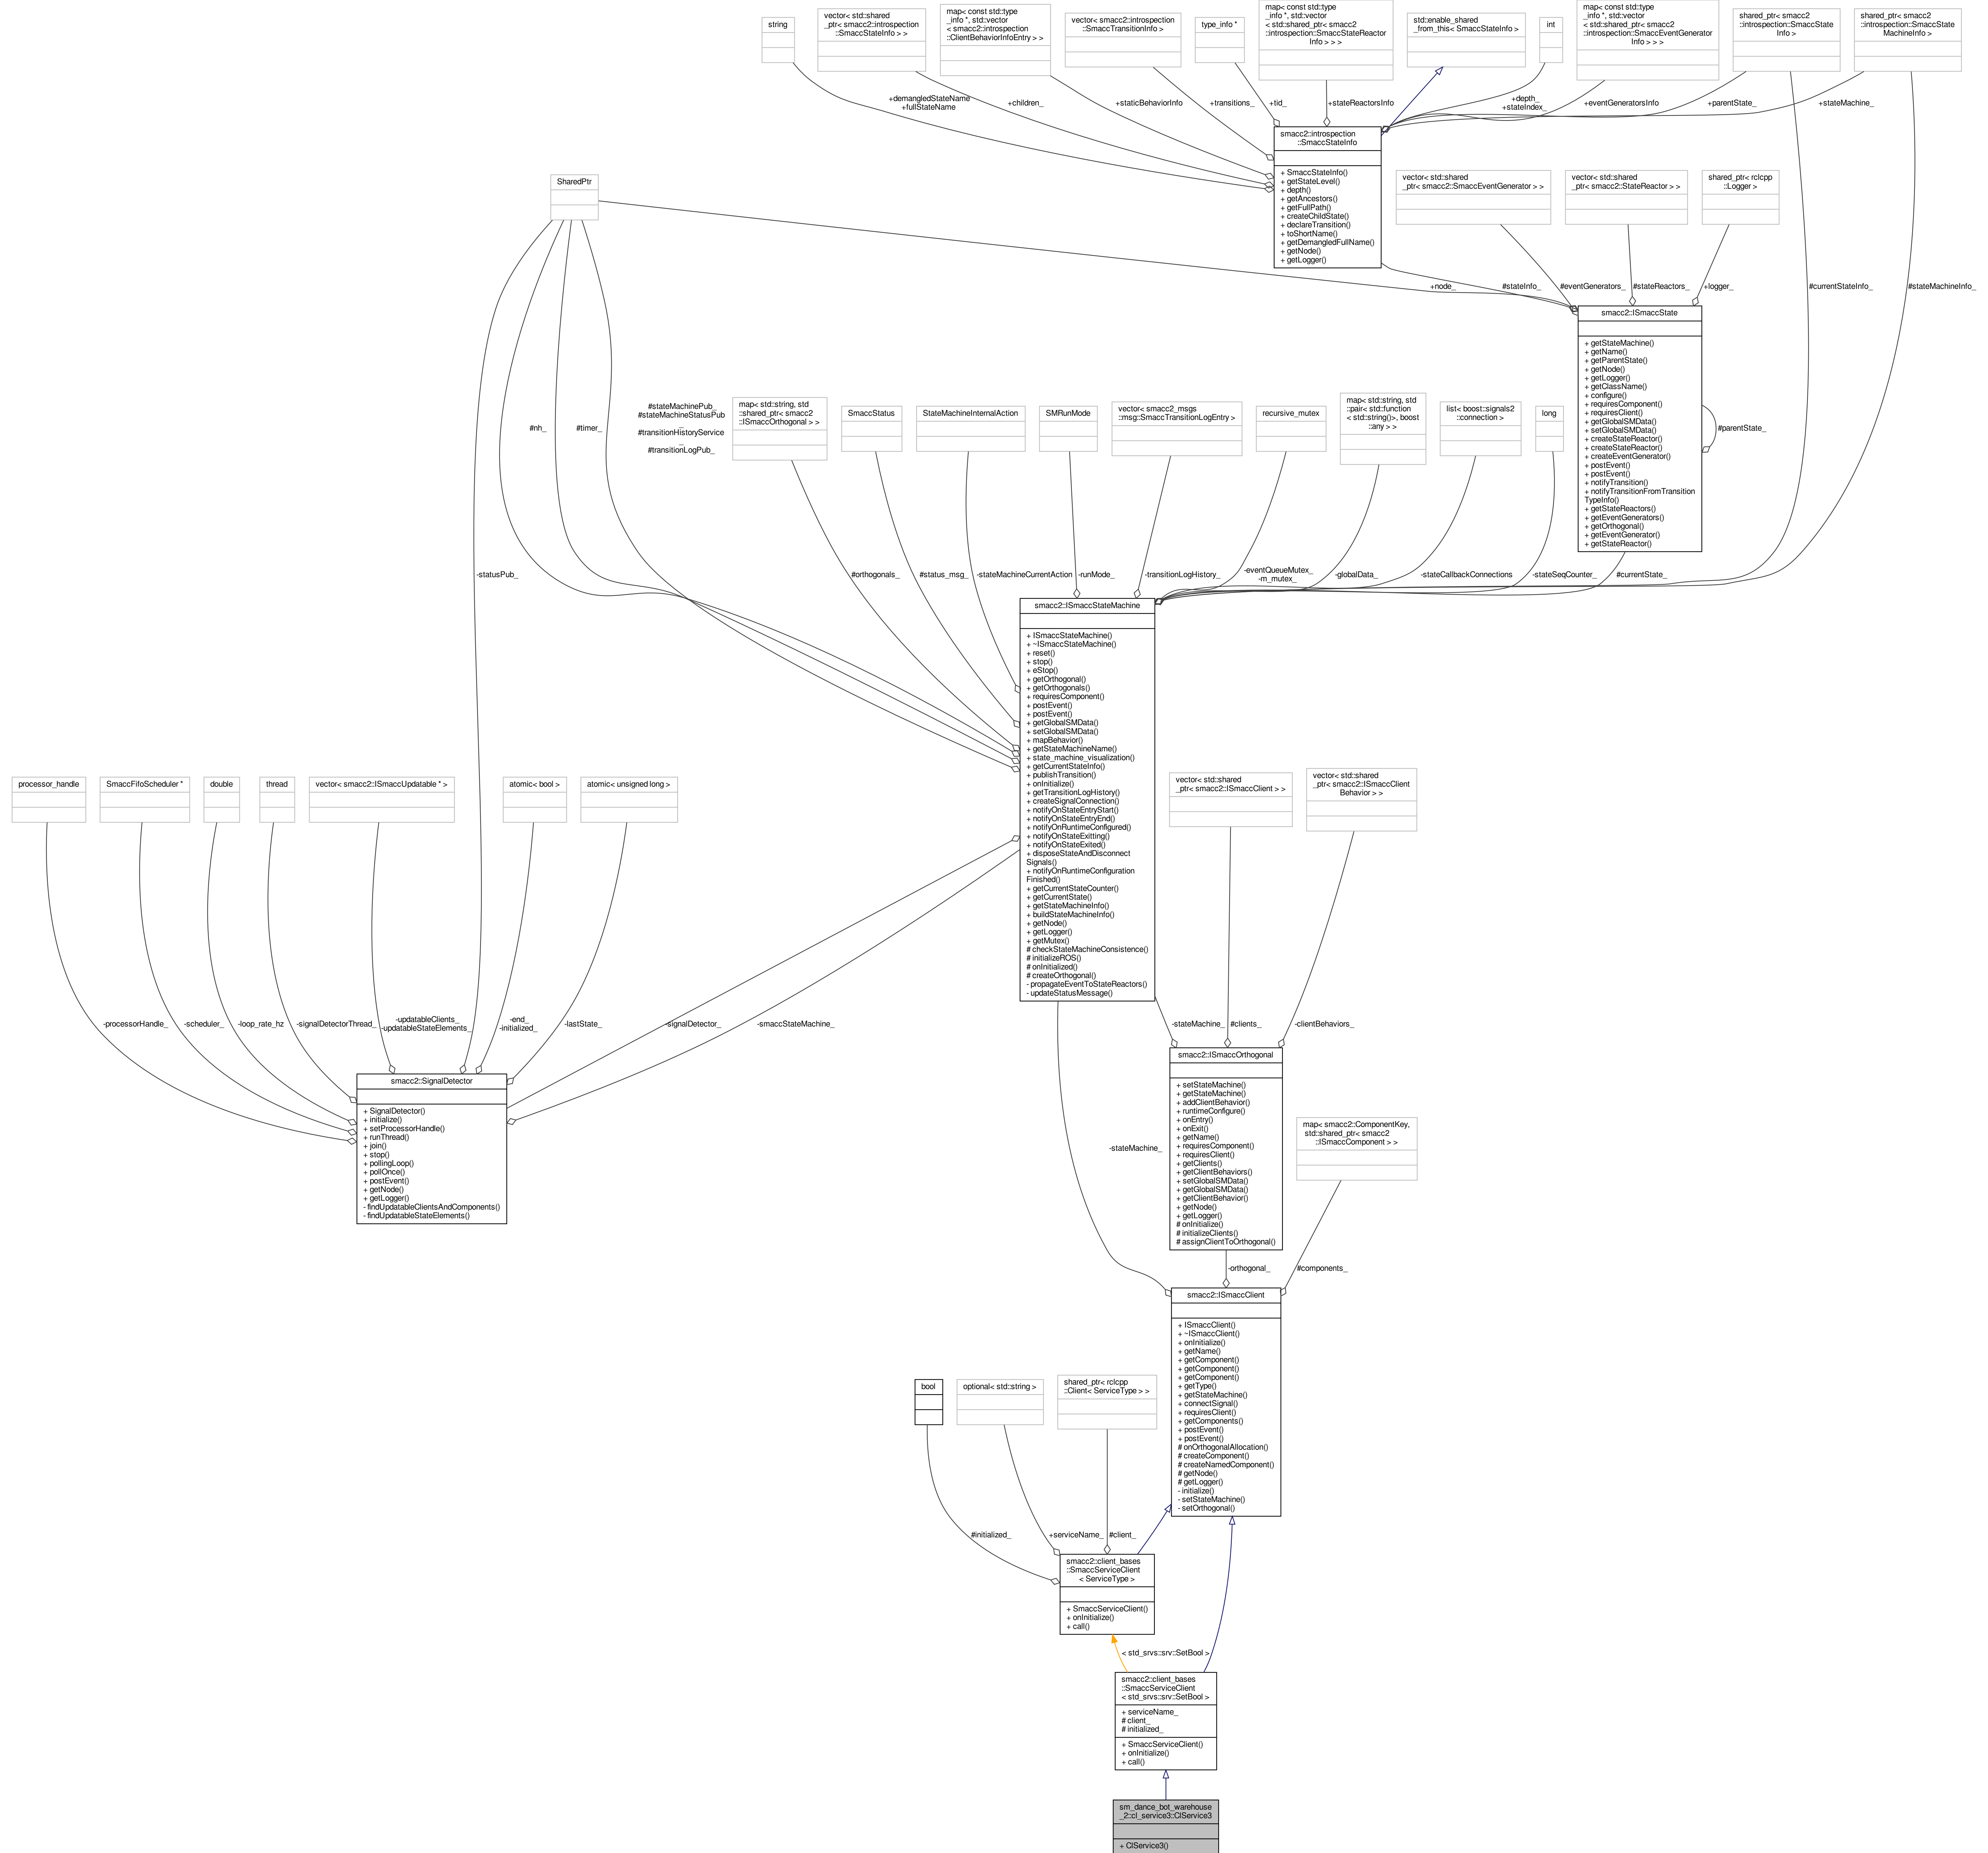 string
vector< std::shared
_ptr< smacc2::introspection
::SmaccStateInfo > >
map< const std::type
_info *, std::vector
< smacc2::introspection
::ClientBehaviorInfoEntry > >
vector< smacc2::introspection
::SmaccTransitionInfo >
type_info *
map< const std::type
_info *, std::vector
< std::shared_ptr< smacc2
::introspection::SmaccStateReactor
Info > > >
std::enable_shared
_from_this< SmaccStateInfo >
int
map< const std::type
_info *, std::vector
< std::shared_ptr< smacc2
::introspection::SmaccEventGenerator
Info > > >
shared_ptr< smacc2
::introspection::SmaccState
Info >
shared_ptr< smacc2
::introspection::SmaccState
MachineInfo >
+demangledStateName
+fullStateName
+children_
+staticBehaviorInfo
+transitions_
+tid_
+stateReactorsInfo
+depth_
+stateIndex_
+eventGeneratorsInfo
+parentState_
+stateMachine_
smacc2::introspection
::SmaccStateInfo
+ SmaccStateInfo()
+ getStateLevel()
+ depth()
+ getAncestors()
+ getFullPath()
+ createChildState()
+ declareTransition()
+ toShortName()
+ getDemangledFullName()
+ getNode()
+ getLogger()
SharedPtr
vector< std::shared
_ptr< smacc2::SmaccEventGenerator > >
vector< std::shared
_ptr< smacc2::StateReactor > >
shared_ptr< rclcpp
::Logger >
+node_
#stateInfo_
#eventGenerators_
#stateReactors_
+logger_
#currentStateInfo_
#stateMachineInfo_
smacc2::ISmaccState
+ getStateMachine()
+ getName()
+ getParentState()
+ getNode()
+ getLogger()
+ getClassName()
+ configure()
+ requiresComponent()
+ requiresClient()
+ getGlobalSMData()
+ setGlobalSMData()
+ createStateReactor()
+ createStateReactor()
+ createEventGenerator()
+ postEvent()
+ postEvent()
+ notifyTransition()
+ notifyTransitionFromTransition
TypeInfo()
+ getStateReactors()
+ getEventGenerators()
+ getOrthogonal()
+ getEventGenerator()
+ getStateReactor()
#parentState_
#nh_
#timer_
#stateMachinePub_
#stateMachineStatusPub
_
#transitionHistoryService
_
#transitionLogPub_
map< std::string, std
::shared_ptr< smacc2
::ISmaccOrthogonal > >
SmaccStatus
StateMachineInternalAction
SMRunMode
vector< smacc2_msgs
::msg::SmaccTransitionLogEntry >
recursive_mutex
map< std::string, std
::pair< std::function
< std::string()>, boost
::any > >
list< boost::signals2
::connection >
long
-statusPub_
#orthogonals_
#status_msg_
-stateMachineCurrentAction
-runMode_
-transitionLogHistory_
-eventQueueMutex_
-m_mutex_
-globalData_
-stateCallbackConnections
-stateSeqCounter_
#currentState_
smacc2::ISmaccStateMachine
+ ISmaccStateMachine()
+ ~ISmaccStateMachine()
+ reset()
+ stop()
+ eStop()
+ getOrthogonal()
+ getOrthogonals()
+ requiresComponent()
+ postEvent()
+ postEvent()
+ getGlobalSMData()
+ setGlobalSMData()
+ mapBehavior()
+ getStateMachineName()
+ state_machine_visualization()
+ getCurrentStateInfo()
+ publishTransition()
+ onInitialize()
+ getTransitionLogHistory()
+ createSignalConnection()
+ notifyOnStateEntryStart()
+ notifyOnStateEntryEnd()
+ notifyOnRuntimeConfigured()
+ notifyOnStateExitting()
+ notifyOnStateExited()
+ disposeStateAndDisconnect
Signals()
+ notifyOnRuntimeConfiguration
Finished()
+ getCurrentStateCounter()
+ getCurrentState()
+ getStateMachineInfo()
+ buildStateMachineInfo()
+ getNode()
+ getLogger()
+ getMutex()
# checkStateMachineConsistence()
# initializeROS()
# onInitialized()
# createOrthogonal()
- propagateEventToStateReactors()
- updateStatusMessage()
processor_handle
SmaccFifoScheduler *
double
thread
vector< smacc2::ISmaccUpdatable * >
atomic< bool >
atomic< unsigned long >
vector< std::shared
_ptr< smacc2::ISmaccClient > >
vector< std::shared
_ptr< smacc2::ISmaccClient
Behavior > >
-processorHandle_
-scheduler_
-loop_rate_hz
-signalDetectorThread_
-updatableClients_
-updatableStateElements_
-end_
-initialized_
-lastState_
-signalDetector_
-smaccStateMachine_
-stateMachine_
#clients_
-clientBehaviors_
smacc2::SignalDetector
+ SignalDetector()
+ initialize()
+ setProcessorHandle()
+ runThread()
+ join()
+ stop()
+ pollingLoop()
+ pollOnce()
+ postEvent()
+ getNode()
+ getLogger()
- findUpdatableClientsAndComponents()
- findUpdatableStateElements()
smacc2::ISmaccOrthogonal
+ setStateMachine()
+ getStateMachine()
+ addClientBehavior()
+ runtimeConfigure()
+ onEntry()
+ onExit()
+ getName()
+ requiresComponent()
+ requiresClient()
+ getClients()
+ getClientBehaviors()
+ setGlobalSMData()
+ getGlobalSMData()
+ getClientBehavior()
+ getNode()
+ getLogger()
# onInitialize()
# initializeClients()
# assignClientToOrthogonal()
map< smacc2::ComponentKey,
std::shared_ptr< smacc2
::ISmaccComponent > >
-stateMachine_
-orthogonal_
#components_
smacc2::ISmaccClient
+ ISmaccClient()
+ ~ISmaccClient()
+ onInitialize()
+ getName()
+ getComponent()
+ getComponent()
+ getComponent()
+ getType()
+ getStateMachine()
+ connectSignal()
+ requiresClient()
+ getComponents()
+ postEvent()
+ postEvent()
# onOrthogonalAllocation()
# createComponent()
# createNamedComponent()
# getNode()
# getLogger()
- initialize()
- setStateMachine()
- setOrthogonal()
bool
optional< std::string >
shared_ptr< rclcpp
::Client< ServiceType > >
#initialized_
+serviceName_
#client_
smacc2::client_bases
::SmaccServiceClient
< ServiceType >
+ SmaccServiceClient()
+ onInitialize()
+ call()
< std_srvs::srv::SetBool >
smacc2::client_bases
::SmaccServiceClient
< std_srvs::srv::SetBool >
+ serviceName_
# client_
# initialized_
+ SmaccServiceClient()
+ onInitialize()
+ call()
sm_dance_bot_warehouse
_2::cl_service3::ClService3
+ ClService3()